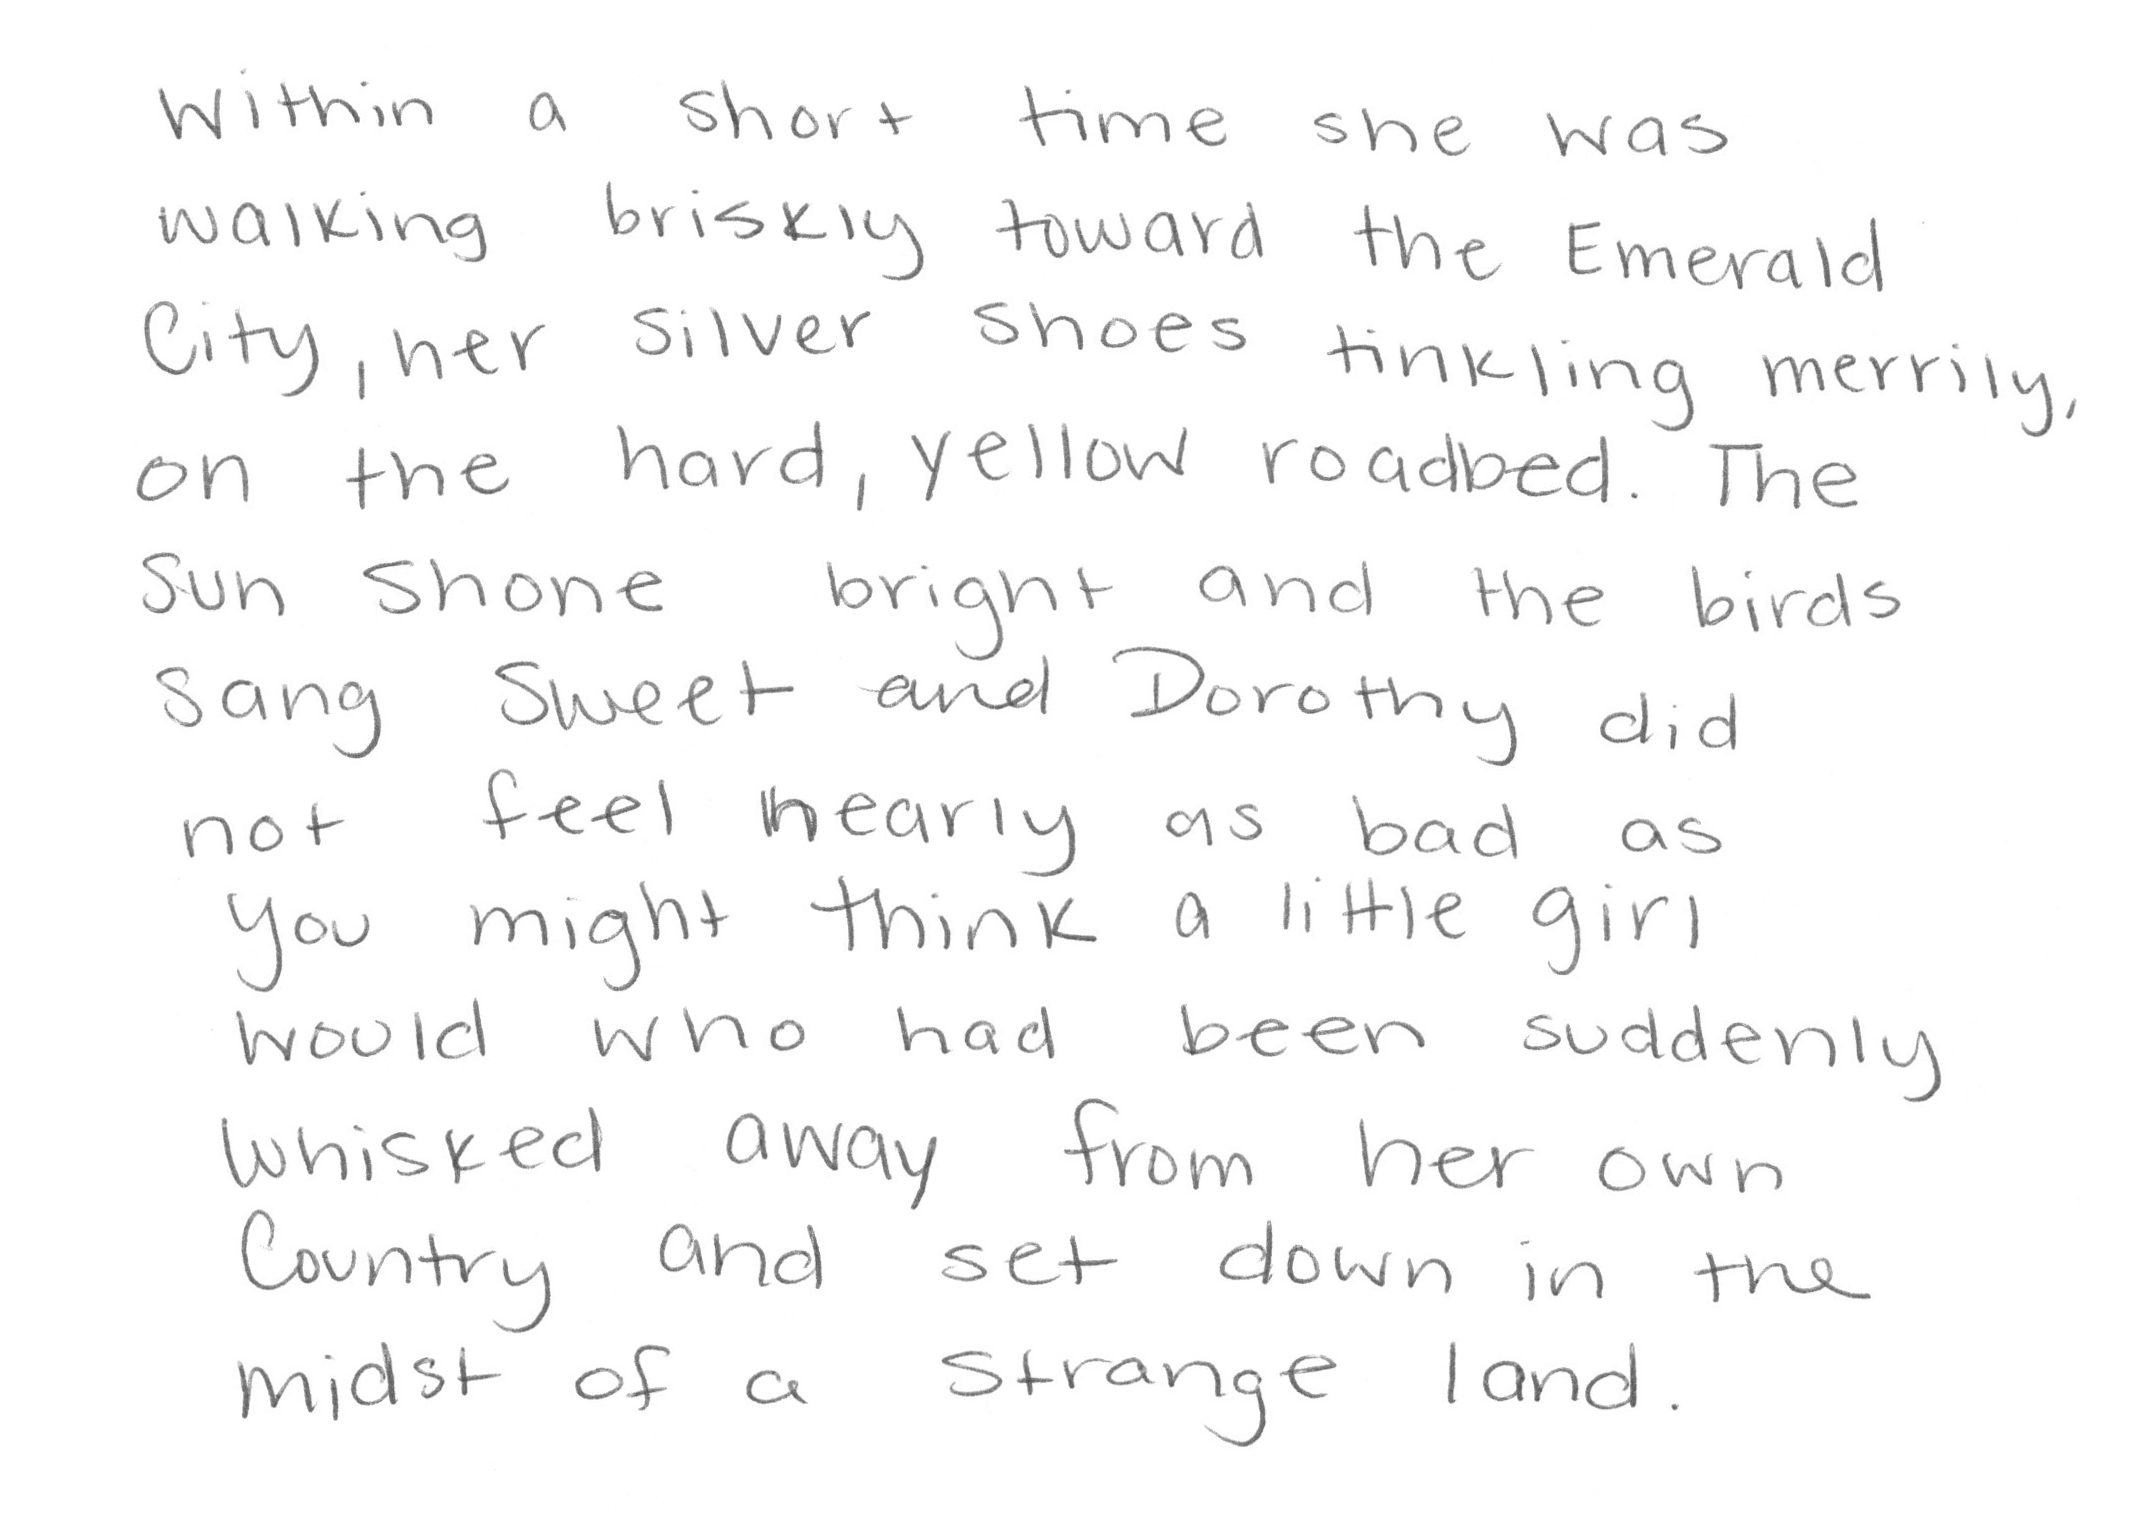 Within a short time she was
walking briskly toward the Emerald
City, her silver shoes tinkling merrily,
on the hard, yellow roadbed. The
sun shone bright and the birds
sang sweet and Dorothy did
not feel nearly as bad as
you might think a little girl
would who had been suddenly
whisked away from her own
Country and set down in the
midst of a strange land.